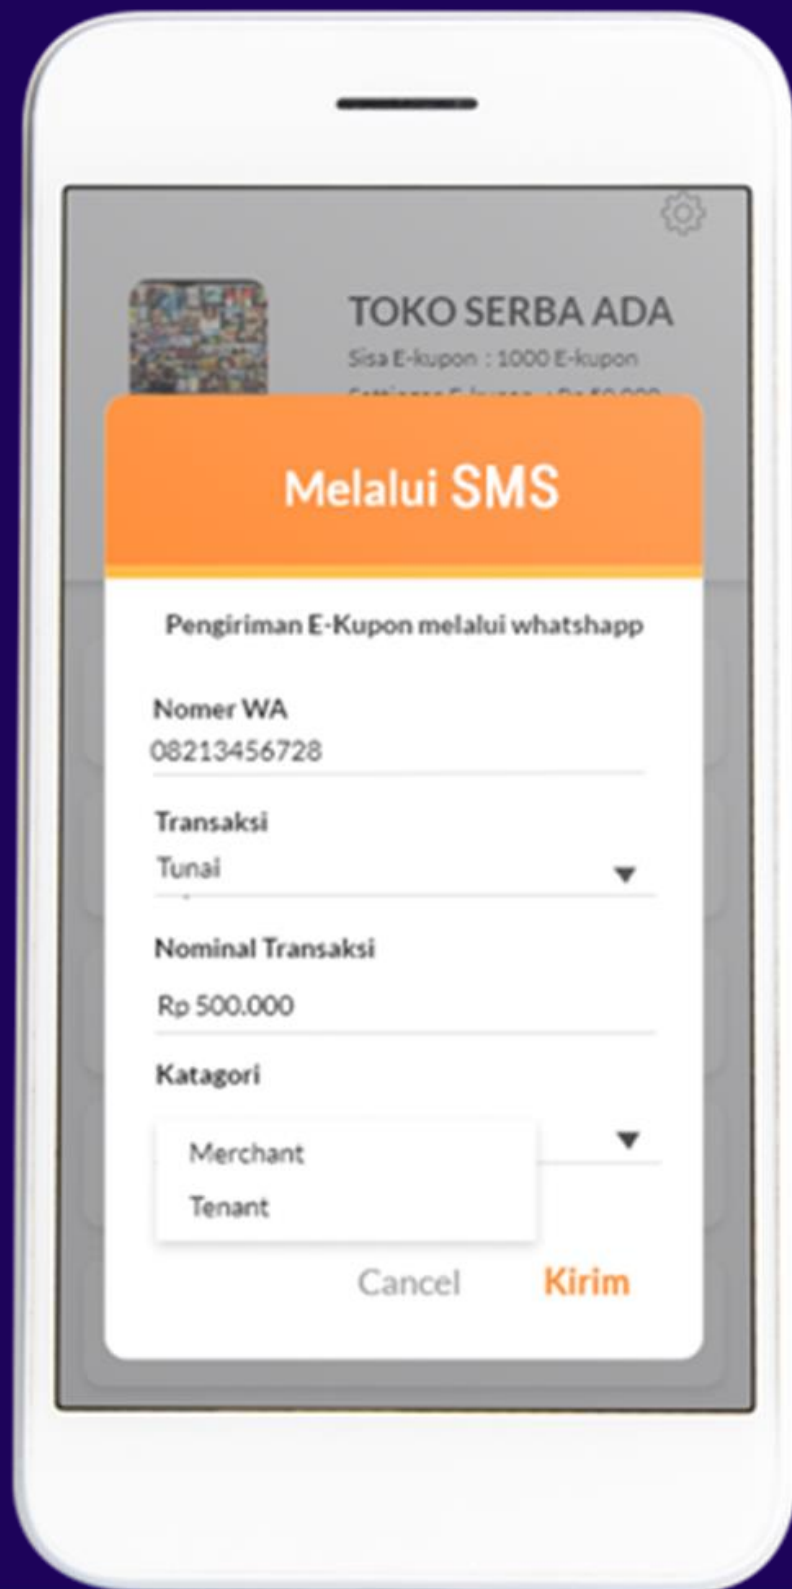 TOKO SERBA ADA
Sisa E-kupon : 1000 E-kupon
Melalui SMS
Pengiriman E-Kupon melalui whatshapp
Nomer WA
08213456728
Transaksi
Tunai
Nominal Transaksi
Rp 500.000
Katagori
Merchant
Tenant
Cancel Kirim